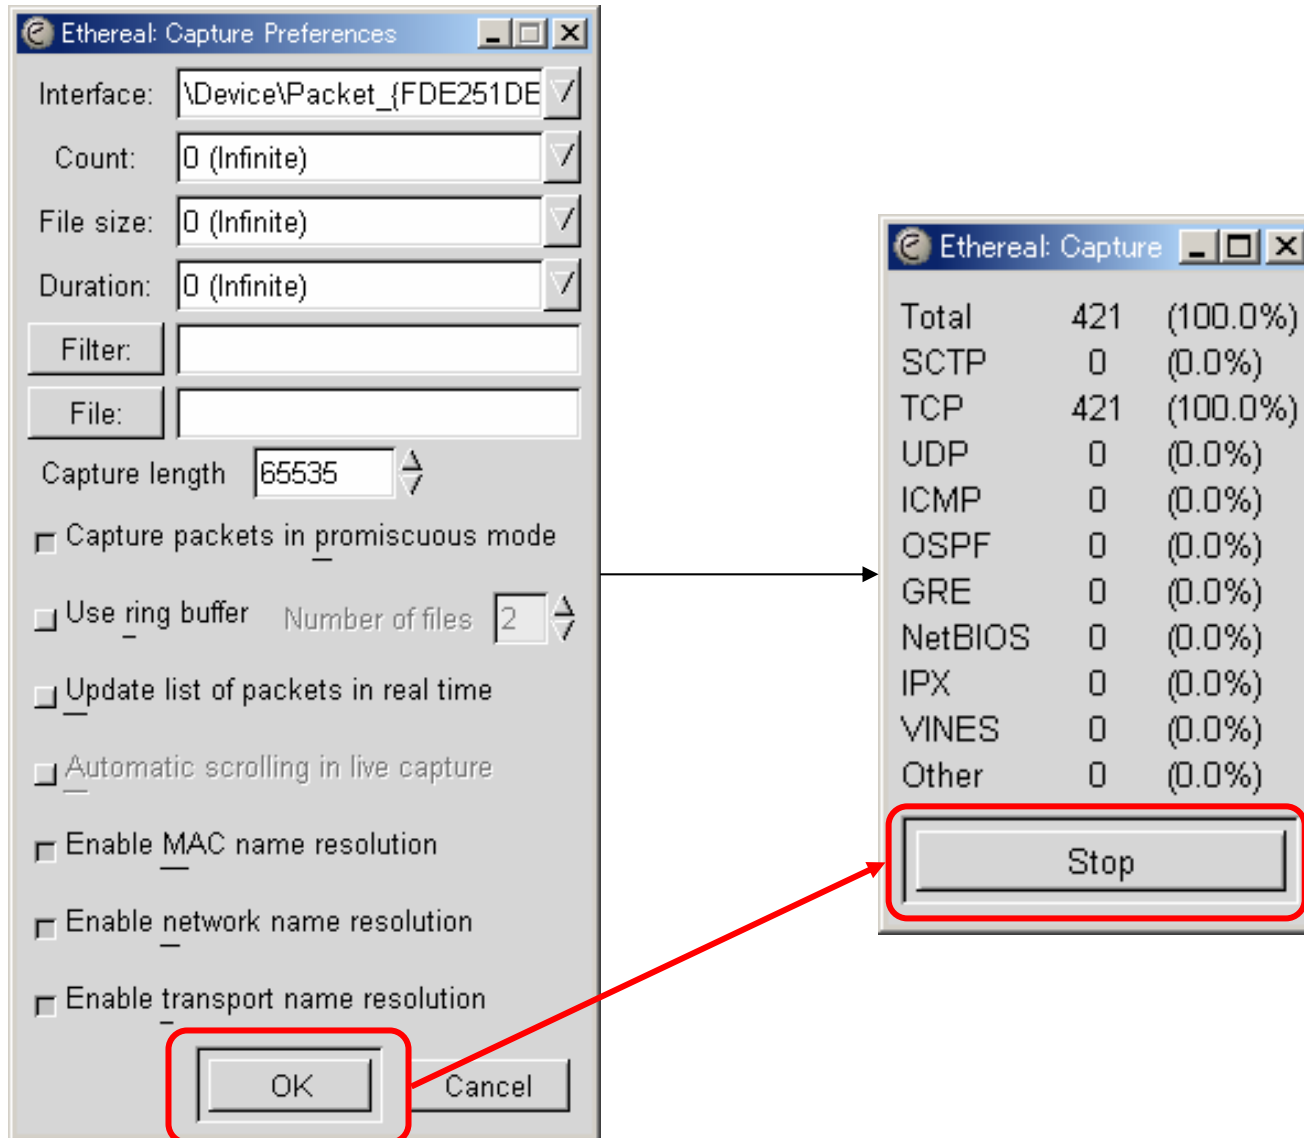 Ethereal: Capture Preferences
Interface: \Device\Packet_{FDE251DE
Count: 0 (Infinite)
File size: 0 (Infinite)
Duration: 0 (Infinite)
Filter:
File:
Capture length 65535
Capture packets in promiscuous mode
Use ring buffer Number of files 2
Update list of packets in real time
Automatic scrolling in live capture
Enable MAC name resolution
Enable network name resolution
Enable transport name resolution
OK Cancel
Ethereal: Capture
Total 421 (100.0%)
SCTP 0 (0.0%)
TCP 421 (100.0%)
UDP 0 (0.0%)
ICMP 0 (0.0%)
OSPF 0 (0.0%)
GRE 0 (0.0%)
NetBIOS 0 (0.0%)
IPX 0 (0.0%)
VINES 0 (0.0%)
Other 0 (0.0%)
Stop